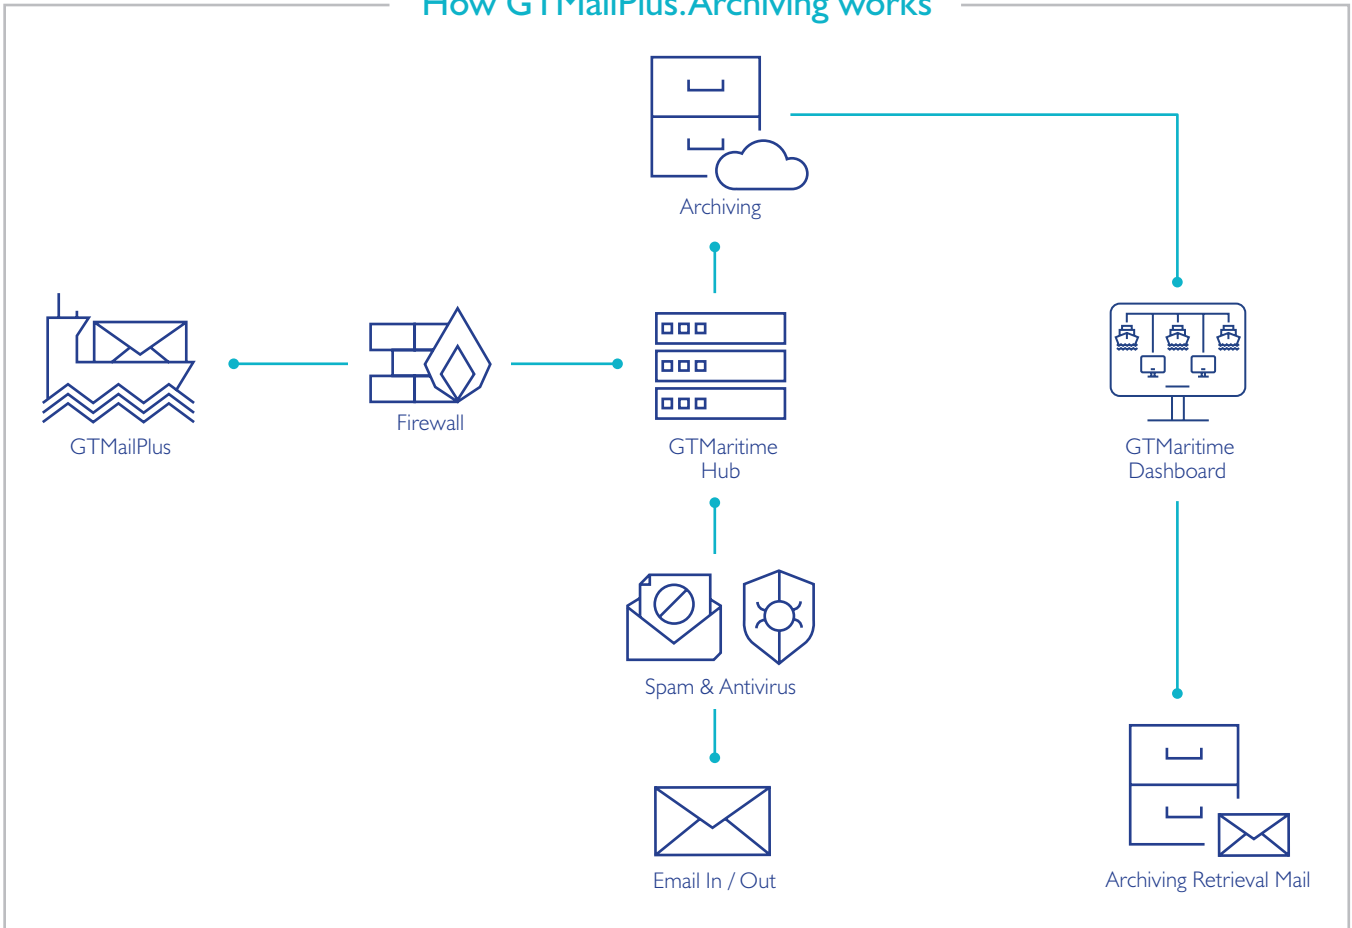 How GTMailPlus.Archiving works
Archiving
GTMailPlus
Firewall
GTMaritime
Hub
GTMaritime
Dashboard
Spam & Antivirus
Email In / Out
Archiving Retrieval Mail